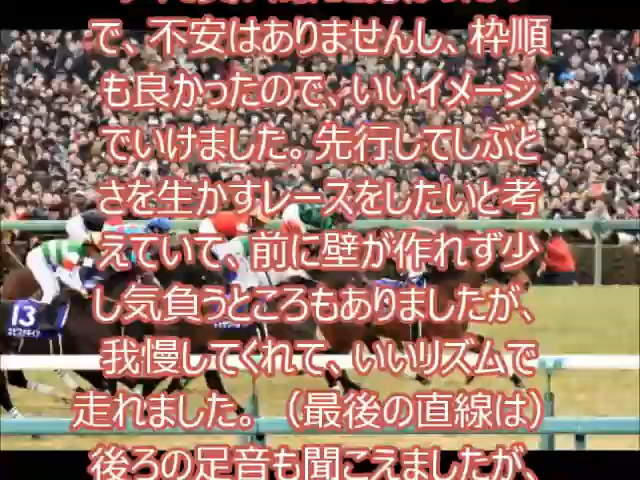 で、不安はありませんし、枠順
も良かったので、いいイメージ
でいけました。先行してしぶと
さを生かすレースをしたいと考
えていて、前に壁が作れず少
し気負うところもありましたが、
我慢してくれて、いいリズムで
走れました。（最後の直線は）
後ろの足音も聞こえましたが、
13